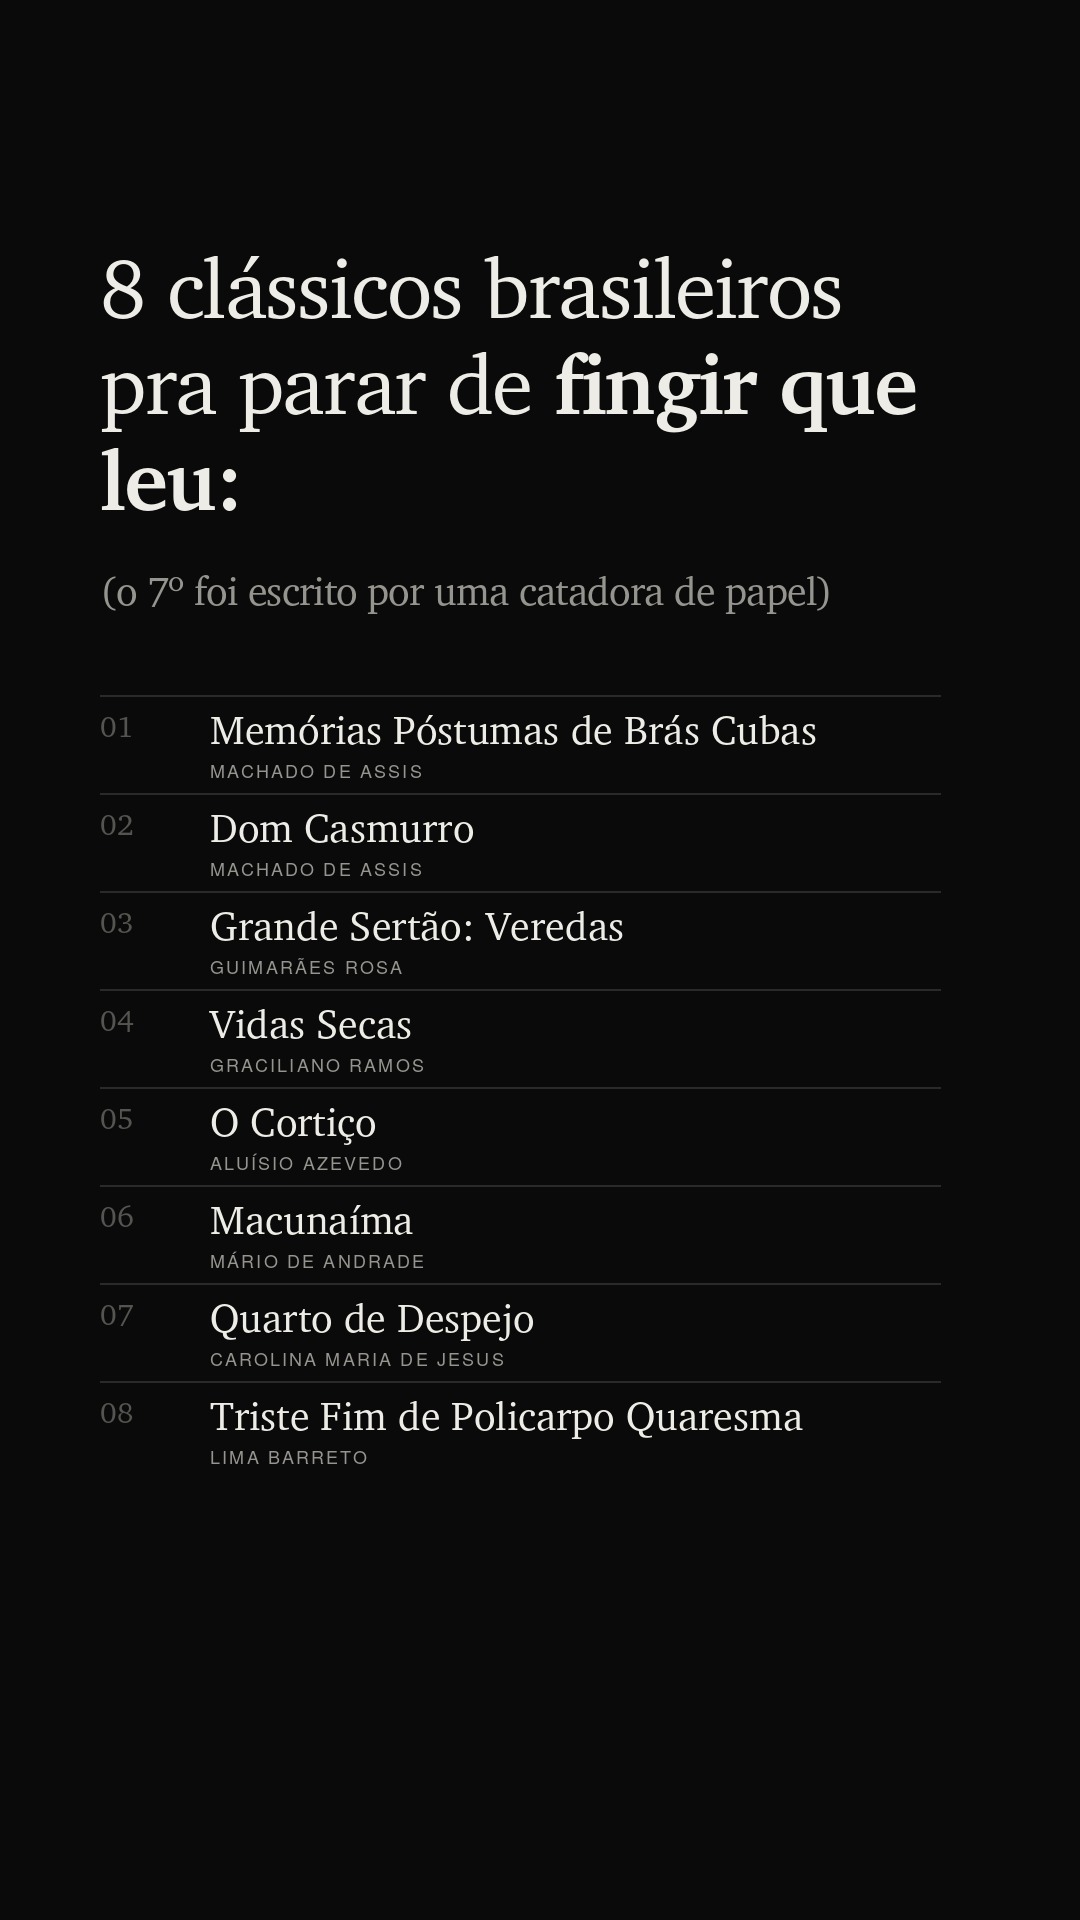 8 clássicos brasileiros
pra parar de fingir que
leu:
(o 7º foi escrito por uma catadora de papel)
01
Memórias Póstumas de Brás Cubas
MACHADO DE ASSIS
02
Dom Casmurro
MACHADO DE ASSIS
03
Grande Sertão: Veredas
GUIMARÃES ROSA
04
Vidas Secas
GRACILIANO RAMOS
05
O Cortiço
ALUÍSIO AZEVEDO
06
Macunaíma
MÁRIO DE ANDRADE
07
Quarto de Despejo
CAROLINA MARIA DE JESUS
08
Triste Fim de Policarpo Quaresma
LIMA BARRETO